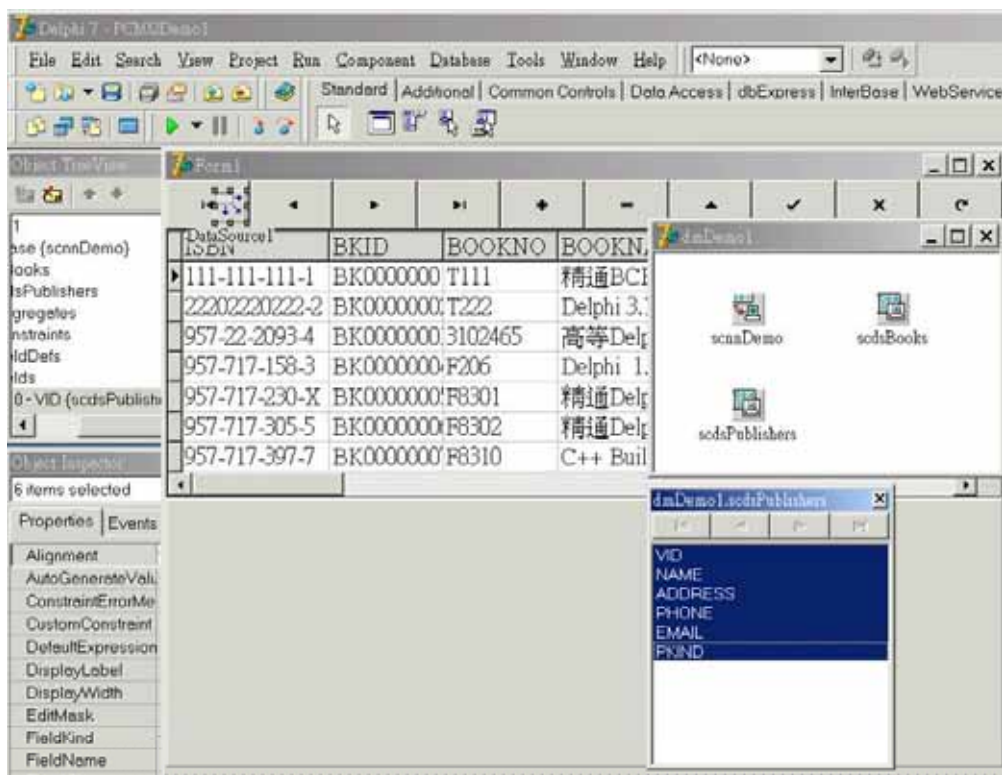 Delphi 7 - PCMU2Demo1
File Edit Search View Project Run Component Database Tools Window Help <None>
Standard Additional Common Controls Data Access dbExpress InterBase WebService
Object TreeView
Form1
1
ase {scnnDemo}
ooks
sPublishers
gregates
nstraints
ldDefs
lds
0 - VID {scdsPublish
DataSource1
ISBN BKID BOOKNO BOOKN
111-111-111-1 BK0000000 T111 精通BC
22202220222-2 BK0000000 T222 Delphi 3.
957-22-2093-4 BK0000000 3102465 高等Del
957-717-158-3 BK0000000 F206 Delphi 1.
957-717-230-X BK0000000 F8301 精通Del
957-717-305-5 BK0000000 F8302 精通Del
957-717-397-7 BK0000000 F8310 C++ Buil
dmDemo1
scnnDemo scdsBooks
scdsPublishers
Object Inspector
6 items selected
Properties Events
Alignment
AutoGenerateValu
ConstraintErrorMe
CustomConstraint
DefaultExpression
DisplayLabel
DisplayWidth
EditMask
FieldKind
FieldName
dmDemo1.scdsPublishers
VID
NAME
ADDRESS
PHONE
EMAIL
PKIND